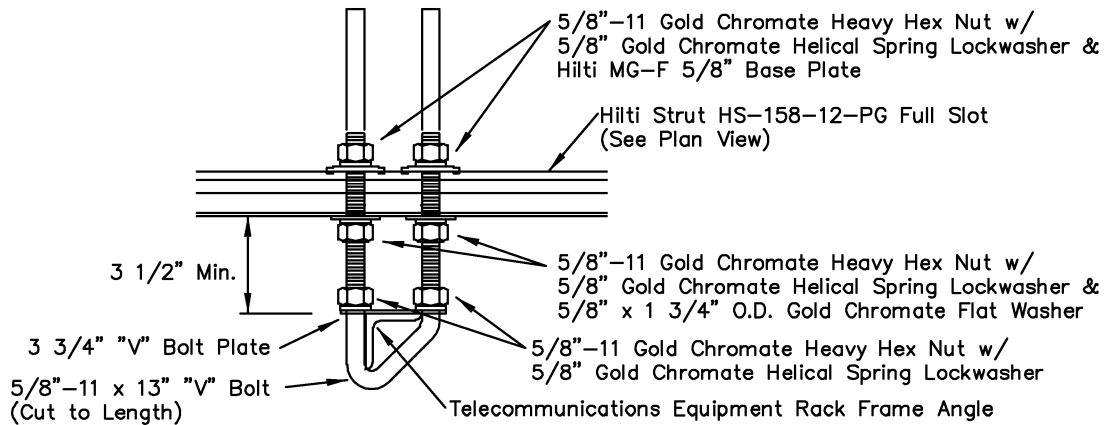 5/8"-11 Gold Chromate Heavy Hex Nut w/
5/8" Gold Chromate Helical Spring Lockwasher &
Hilti MG-F 5/8" Base Plate
Hilti Strut HS-158-12-PG Full Slot
(See Plan View)
3 1/2" Min.
5/8"-11 Gold Chromate Heavy Hex Nut w/
5/8" Gold Chromate Helical Spring Lockwasher &
5/8" x 1 3/4" O.D. Gold Chromate Flat Washer
3 3/4" "V" Bolt Plate
5/8"-11 Gold Chromate Heavy Hex Nut w/
5/8" Gold Chromate Helical Spring Lockwasher
5/8"-11 x 13" "V" Bolt
(Cut to Length)
Telecommunications Equipment Rack Frame Angle